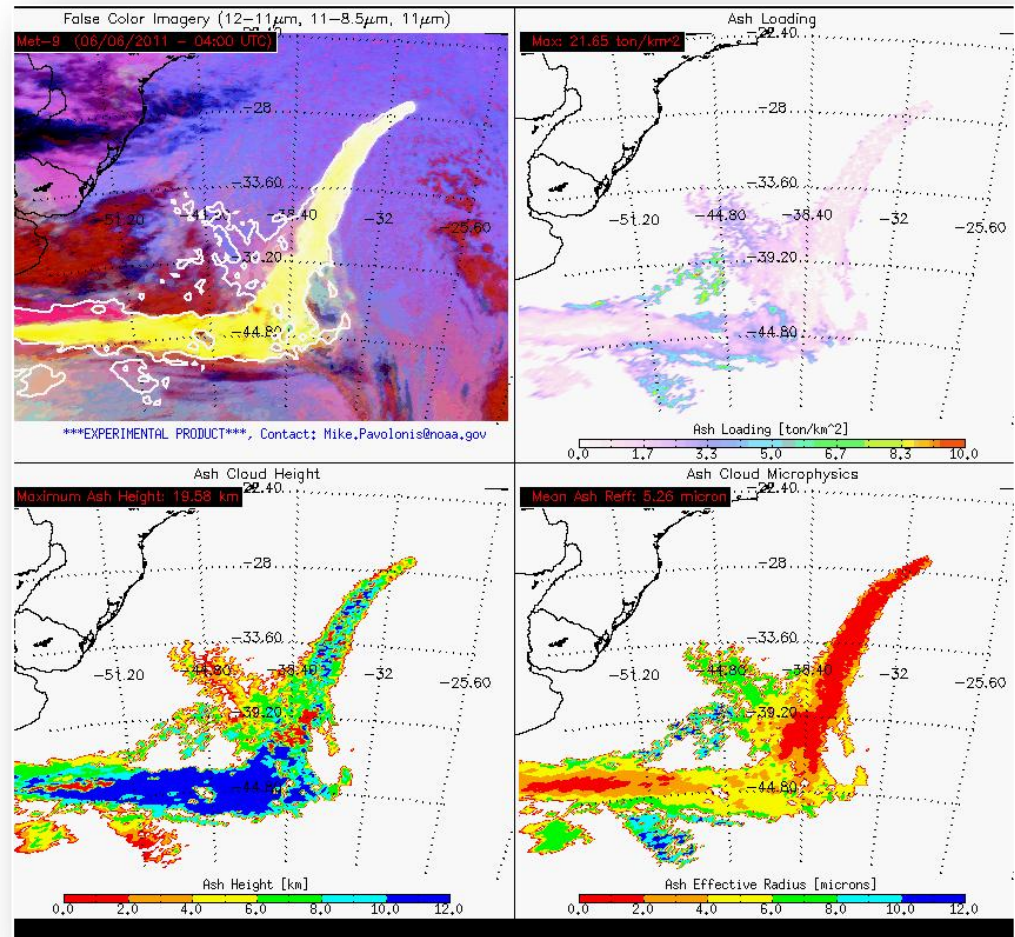 False Color Imagery (12-11μm, 11-8.5μm, 11μm)
Met-9 (06/06/2011 - 04:00 UTC)
-28
-33.60
-51.20
-38.40
-32
-25.60
-39.20
-44.80
***EXPERIMENTAL PRODUCT***, Contact: Mike.Pavolonis@noaa.gov
Ash Loading
Max: 21.65 ton/km^2
-22.40
-28
-33.60
-51.20
-44.80
-38.40
-32
-25.60
-39.20
-44.80
Ash Loading [ton/km^2]
0.0 1.7 3.3 5.0 6.7 8.3 10.0
Ash Cloud Height
Maximum Ash Height: 19.58 km
-22.40
-28
-33.60
-51.20
-44.80
-38.40
-32
-25.60
-39.20
-44.80
Ash Height [km]
0.0 2.0 4.0 6.0 8.0 10.0 12.0
Ash Cloud Microphysics
Mean Ash Reff: 5.26 micron
-22.40
-28
-33.60
-51.20
-44.80
-38.40
-32
-25.60
-39.20
-44.80
Ash Effective Radius [microns]
0.0 2.0 4.0 6.0 8.0 10.0 12.0